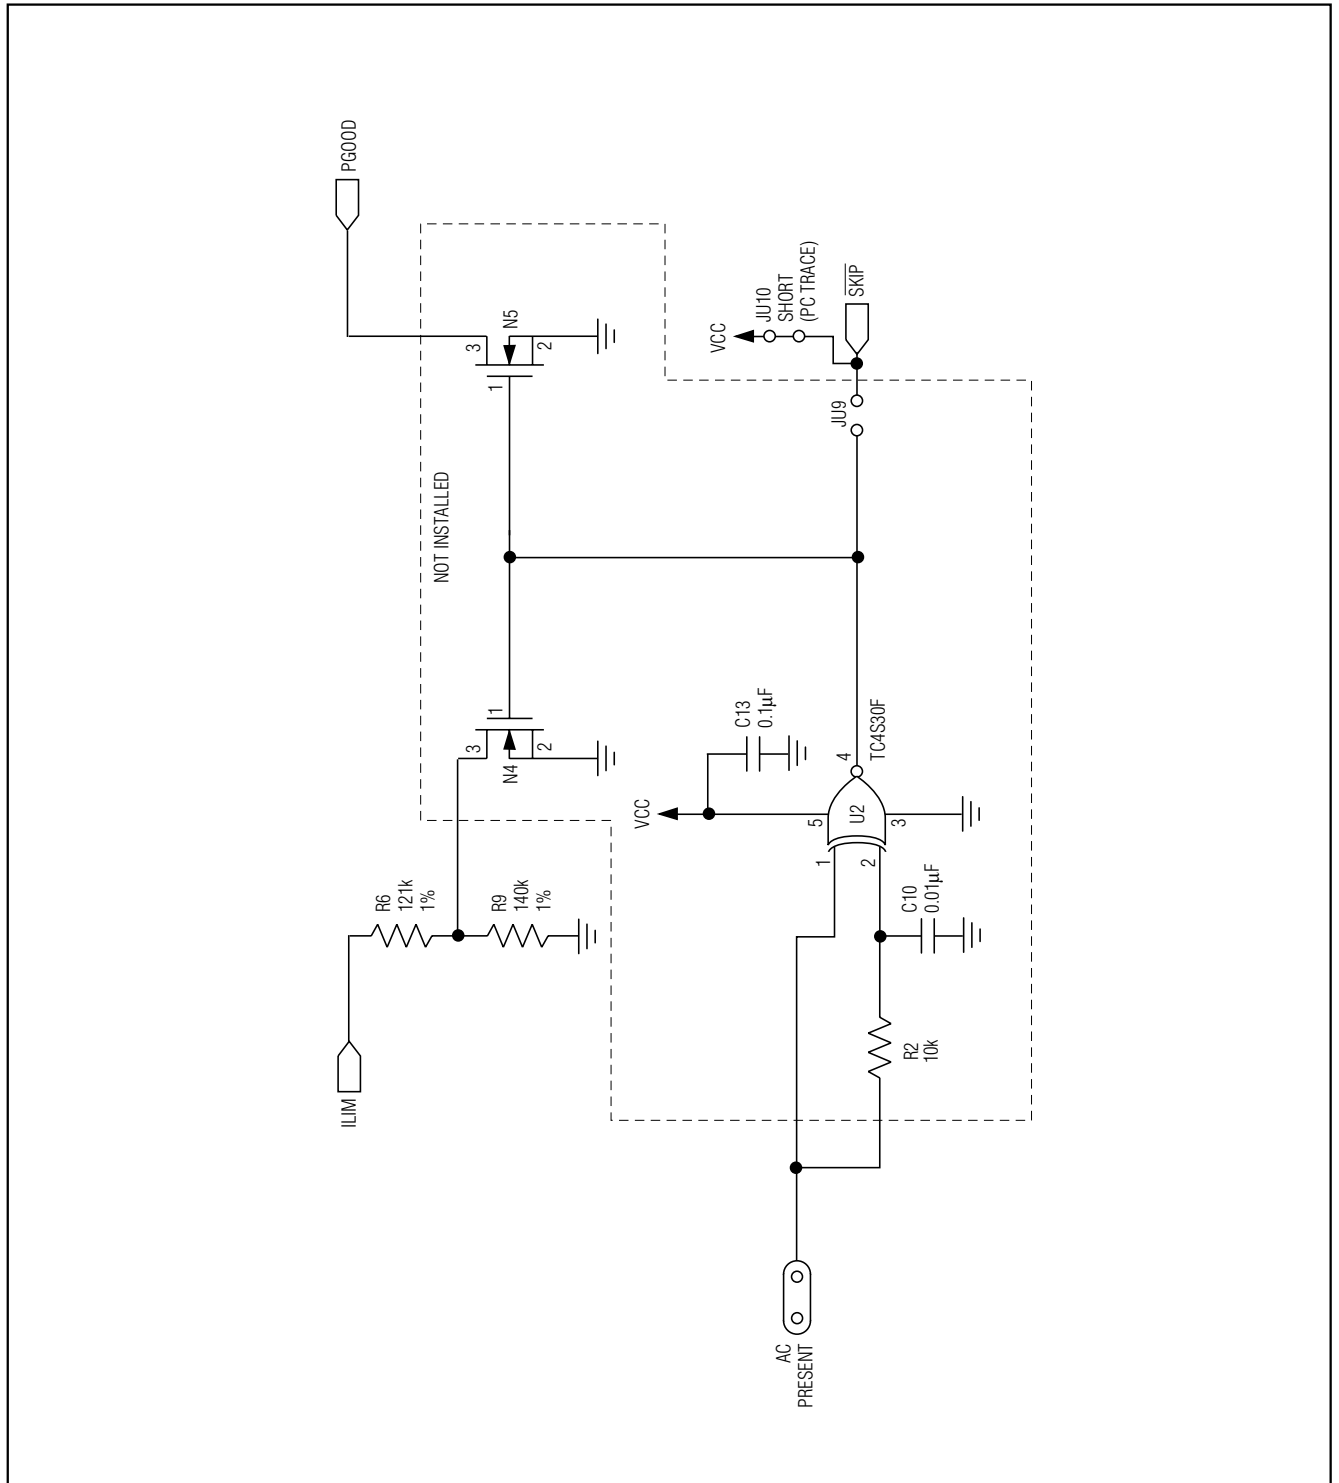 PGOOD
N5
3
2
1
NOT INSTALLED
VCC
JU10
SHORT
(PC TRACE)
SKIP
JU9
ILIM
R6
121k
1%
R9
140k
1%
N4
3
2
1
VCC
C13
0.1µF
5
4
TC4S30F
U2
3
1
2
C10
0.01µF
R2
10k
AC
PRESENT